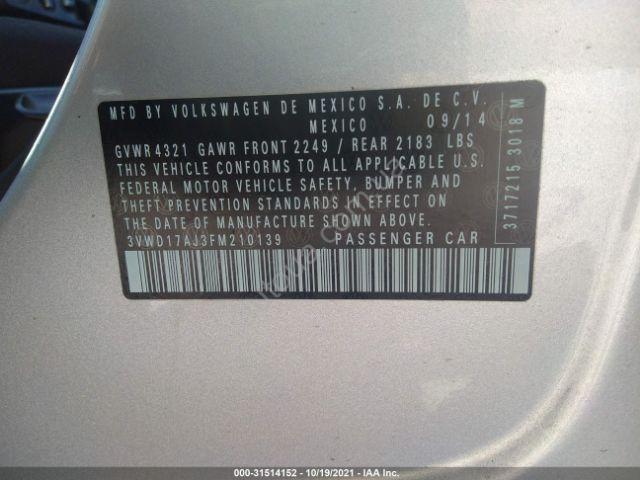 MFD BY VOLKSWAGEN DE MEXICO S.A. DE C.V.
MEXICO 09/14
GVWR 4321 GAWR FRONT 2249 / REAR 2183 LBS
THIS VEHICLE CONFORMS TO ALL APPLICABLE U.S.
FEDERAL MOTOR VEHICLE SAFETY, BUMPER AND
THEFT PREVENTION STANDARDS IN EFFECT ON
THE DATE OF MANUFACTURE SHOWN ABOVE.
3VWD17AJ3FM210139 PASSENGER CAR
3717215 3018 M
000-31514152 | 10/19/2021 | IAA Inc.